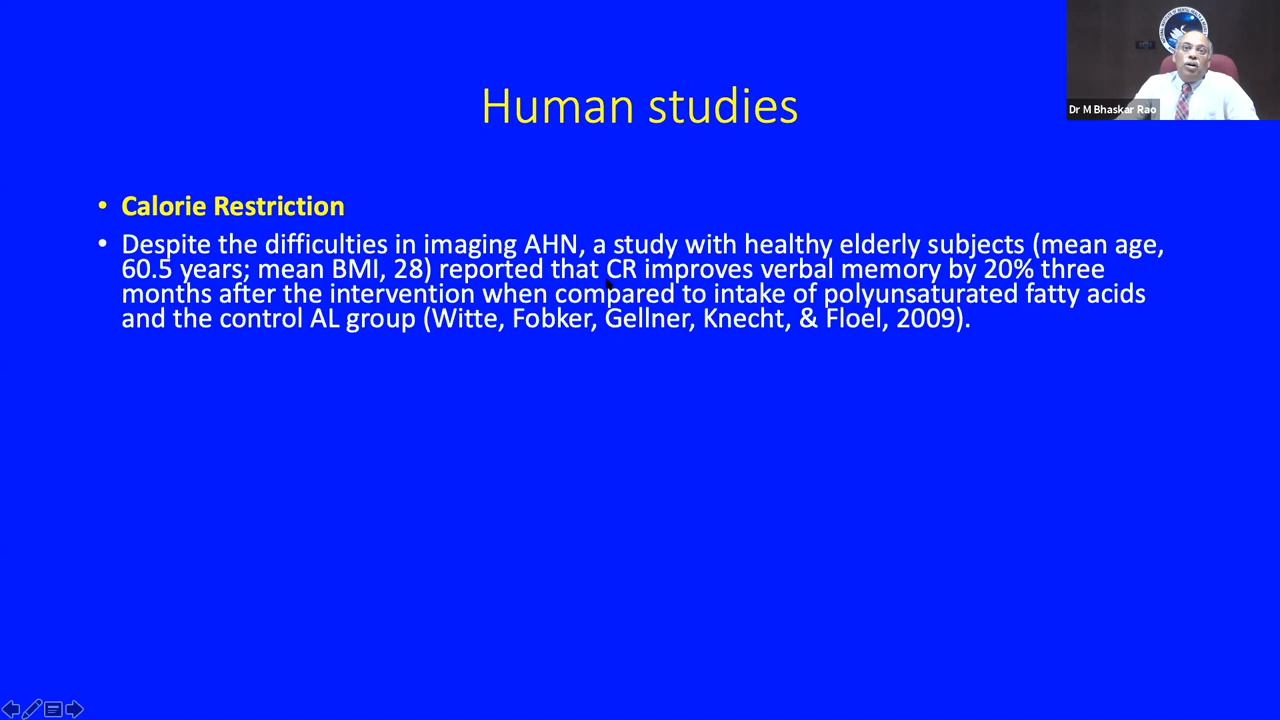 Human studies
Dr M Bhaskar Rao
• Calorie Restriction
• Despite the difficulties in imaging AHN, a study with healthy elderly subjects (mean age,
60.5 years; mean BMI, 28) reported that CR improves verbal memory by 20% three
months after the intervention when compared to intake of polyunsaturated fatty acids
and the control AL group (Witte, Fobker, Gellner, Knecht, & Floel, 2009).